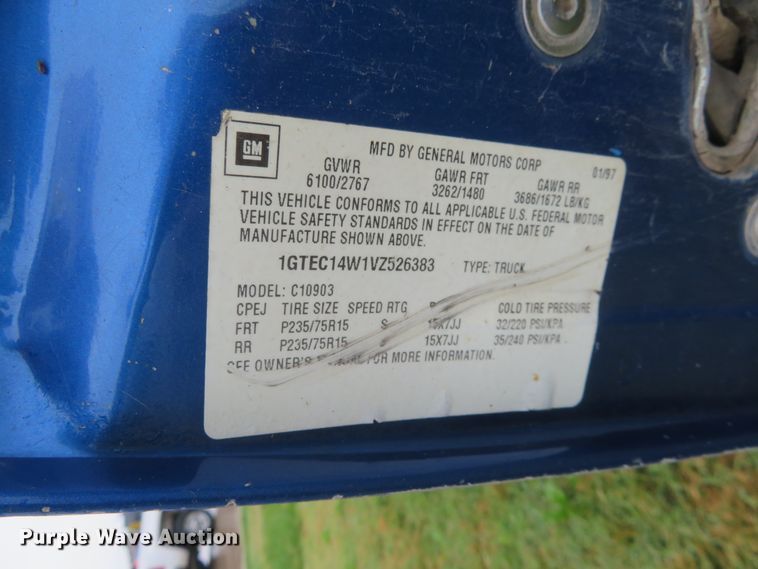 GM
MFD BY GENERAL MOTORS CORP 01/97
GVWR GAWR FRT GAWR RR
6100/2767 3262/1480 3686/1672 LB/KG
THIS VEHICLE CONFORMS TO ALL APPLICABLE U.S. FEDERAL MOTOR
VEHICLE SAFETY STANDARDS IN EFFECT ON THE DATE OF
MANUFACTURE SHOWN ABOVE.
1GTEC14W1VZ526383 TYPE: TRUCK
MODEL: C10903
CPEJ TIRE SIZE SPEED RTG COLD TIRE PRESSURE
FRT P235/75R15 S 15X7JJ 32/220 PSI/KPA
RR P235/75R15 S 15X7JJ 35/240 PSI/KPA
SEE OWNER'S MANUAL FOR MORE INFORMATION.
Purple Wave Auction